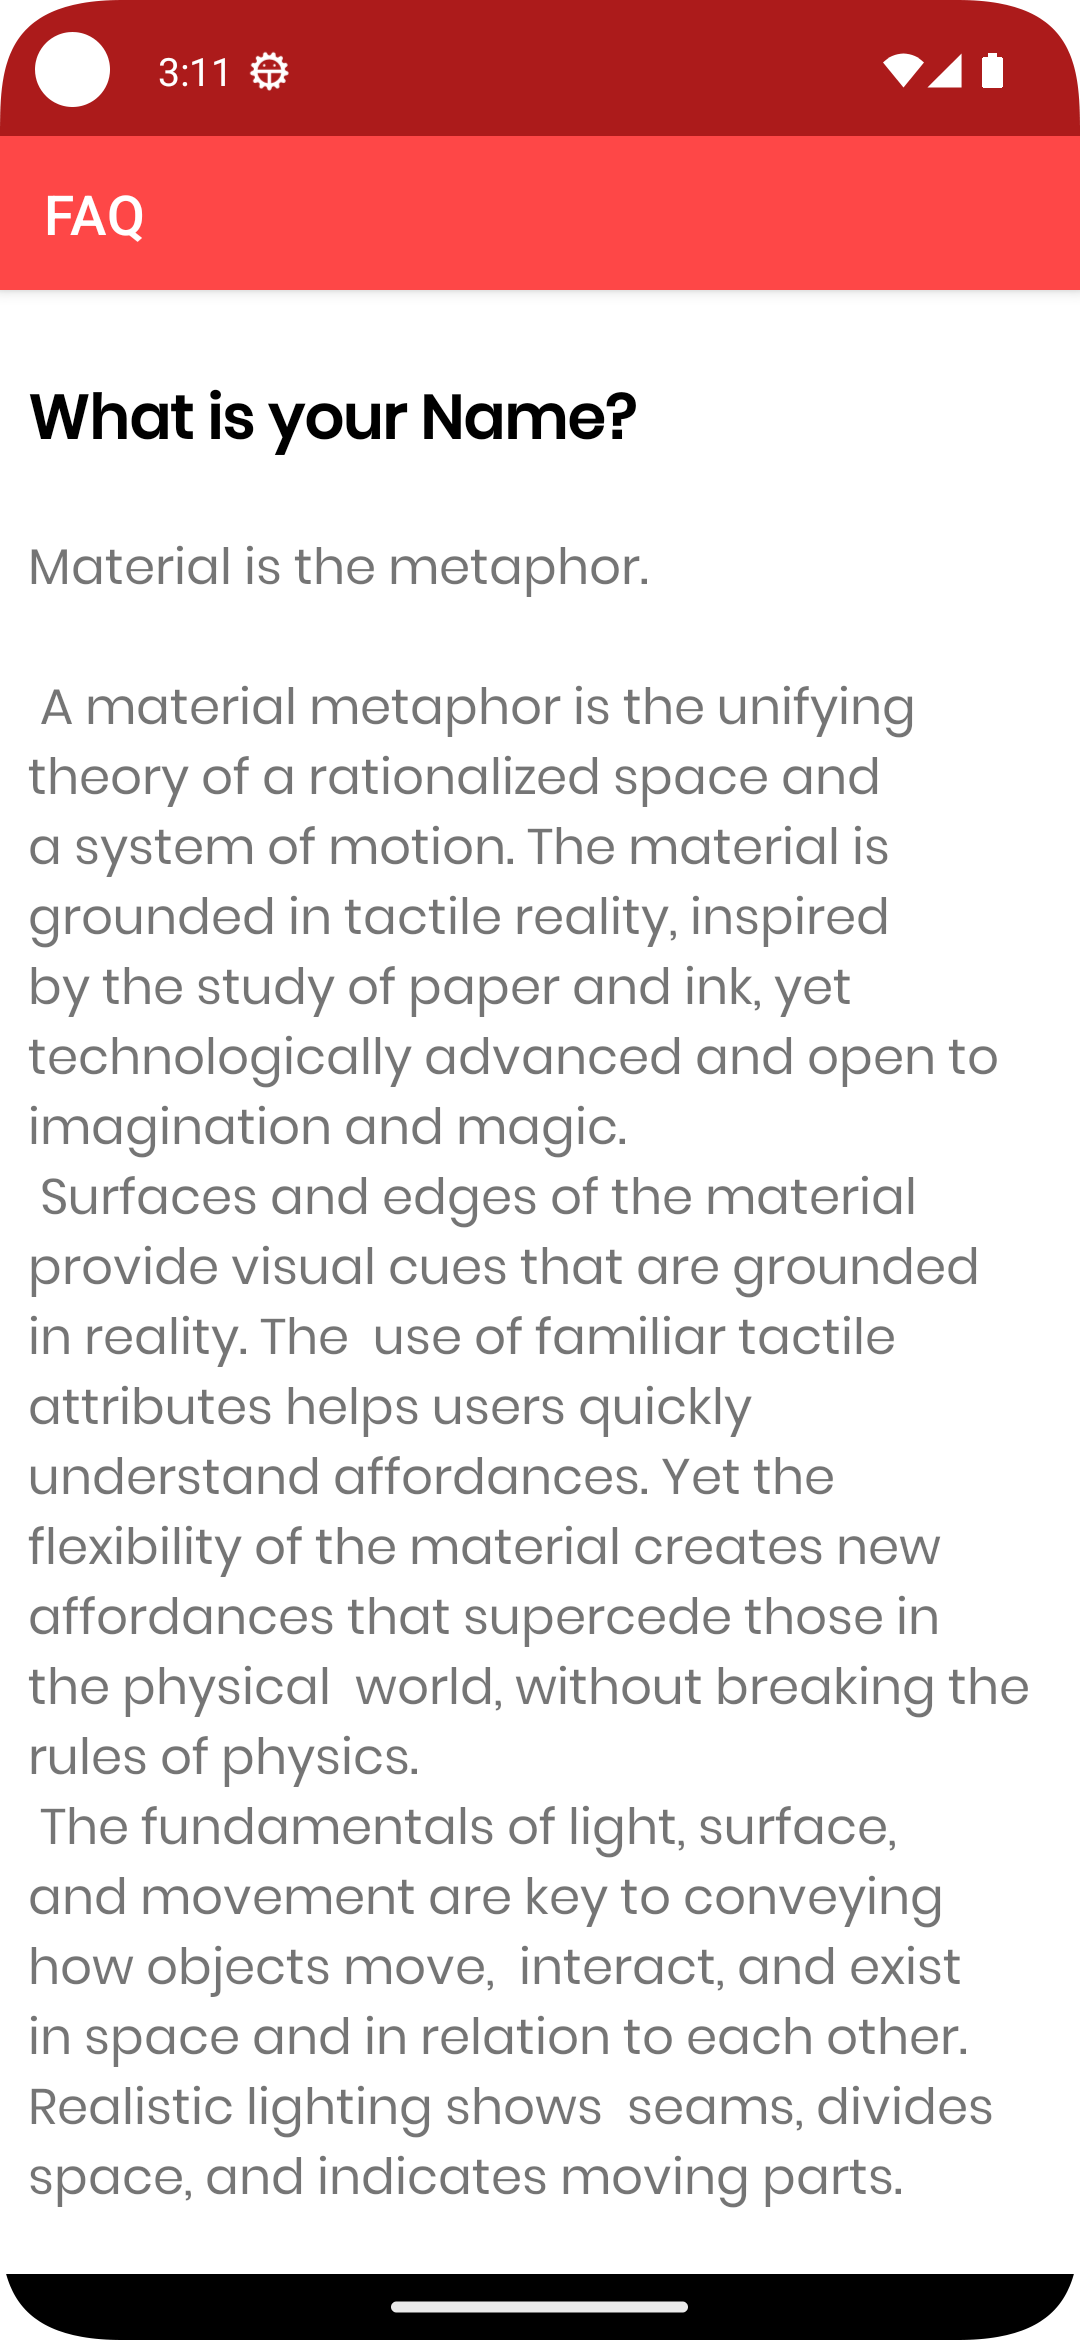 3:11
FAQ
What is your Name?
Material is the metaphor.
A material metaphor is the unifying
theory of a rationalized space and
a system of motion. The material is
grounded in tactile reality, inspired
by the study of paper and ink, yet
technologically advanced and open to
imagination and magic.
Surfaces and edges of the material
provide visual cues that are grounded
in reality. The  use of familiar tactile
attributes helps users quickly
understand affordances. Yet the
flexibility of the material creates new
affordances that supercede those in
the physical  world, without breaking the
rules of physics.
The fundamentals of light, surface,
and movement are key to conveying
how objects move,  interact, and exist
in space and in relation to each other.
Realistic lighting shows  seams, divides
space, and indicates moving parts.